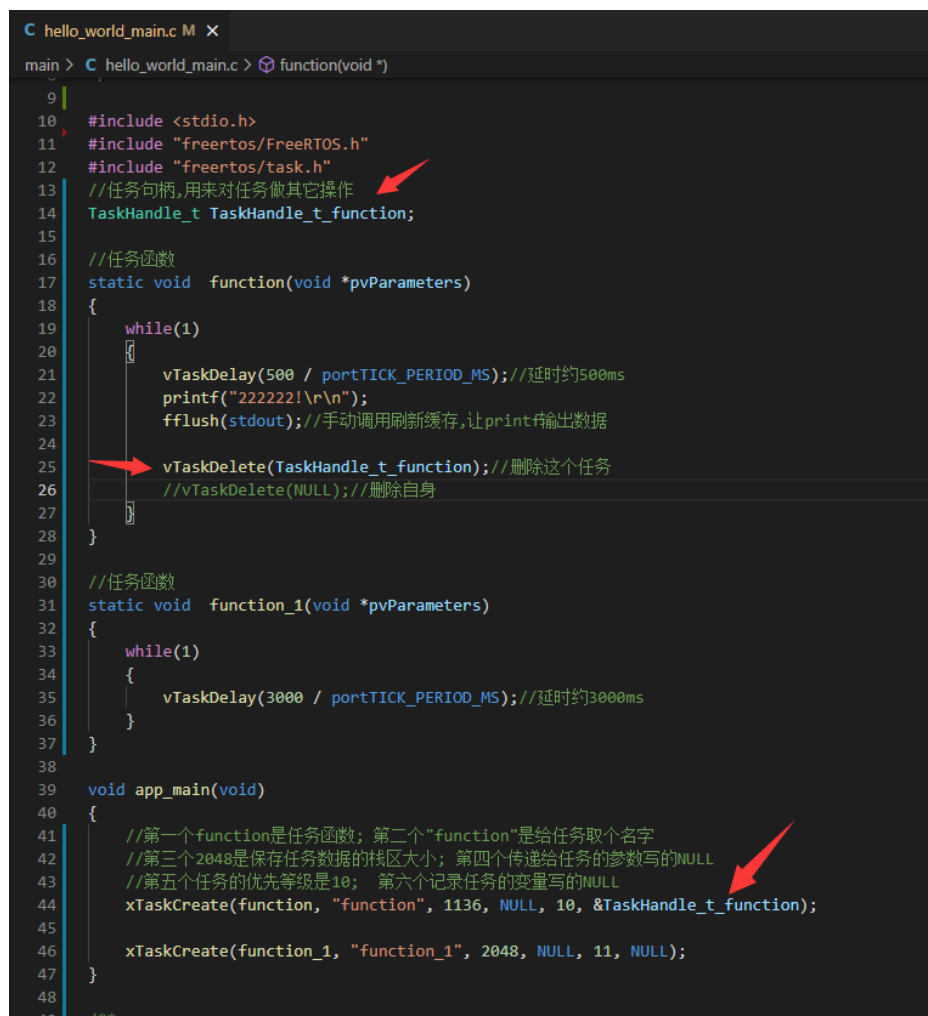 C hello_world_main.c M ×
main > C hello_world_main.c > function(void *)
9
10 #include <stdio.h>
11 #include "freertos/FreeRTOS.h"
12 #include "freertos/task.h"
13 //任务句柄,用来对任务做其它操作
14 TaskHandle_t TaskHandle_t_function;
15
16 //任务函数
17 static void  function(void *pvParameters)
18 {
19     while(1)
20     {
21         vTaskDelay(500 / portTICK_PERIOD_MS);//延时约500ms
22         printf("222222!\r\n");
23         fflush(stdout);//手动调用刷新缓存,让printf输出数据
24
25         vTaskDelete(TaskHandle_t_function);//删除这个任务
26         //vTaskDelete(NULL);//删除自身
27     }
28 }
29
30 //任务函数
31 static void  function_1(void *pvParameters)
32 {
33     while(1)
34     {
35         vTaskDelay(3000 / portTICK_PERIOD_MS);//延时约3000ms
36     }
37 }
38
39 void app_main(void)
40 {
41     //第一个function是任务函数; 第二个"function"是给任务取个名字
42     //第三个2048是保存任务数据的栈区大小; 第四个传递给任务的参数写的NULL
43     //第五个任务的优先等级是10;  第六个记录任务的变量写的NULL
44     xTaskCreate(function, "function", 1136, NULL, 10, &TaskHandle_t_function);
45
46     xTaskCreate(function_1, "function_1", 2048, NULL, 11, NULL);
47 }
48